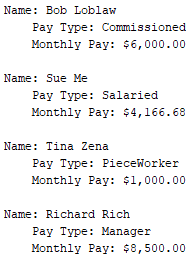 Name: Bob Loblaw
Pay Type: Commissioned
Monthly Pay: $6,000.00
Name: Sue Me
Pay Type: Salaried
Monthly Pay: $4,166.68
Name: Tina Zena
Pay Type: PieceWorker
Monthly Pay: $1,000.00
Name: Richard Rich
Pay Type: Manager
Monthly Pay: $8,500.00